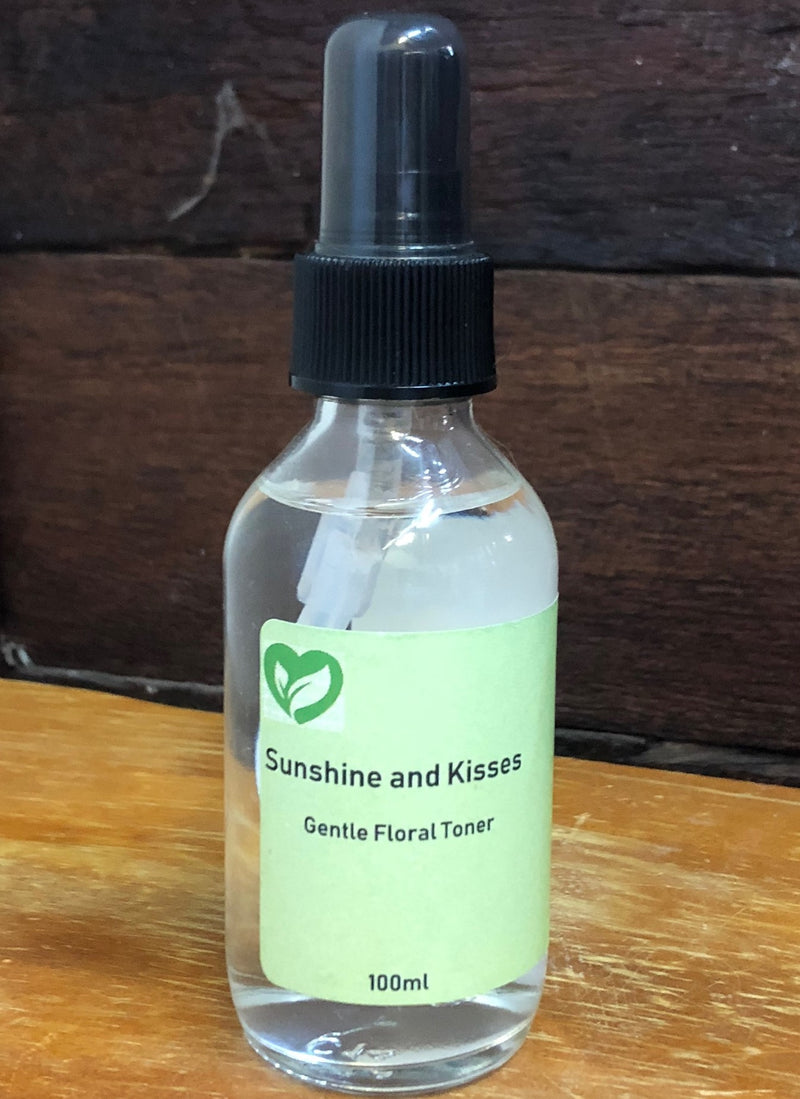 Sunshine and Kisses
Gentle Floral Toner
100ml